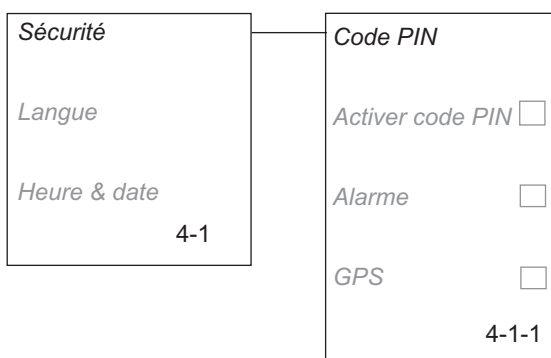 Sécurité
Langue
Heure & date
4-1
Code PIN
Activer code PIN
Alarme
GPS
4-1-1